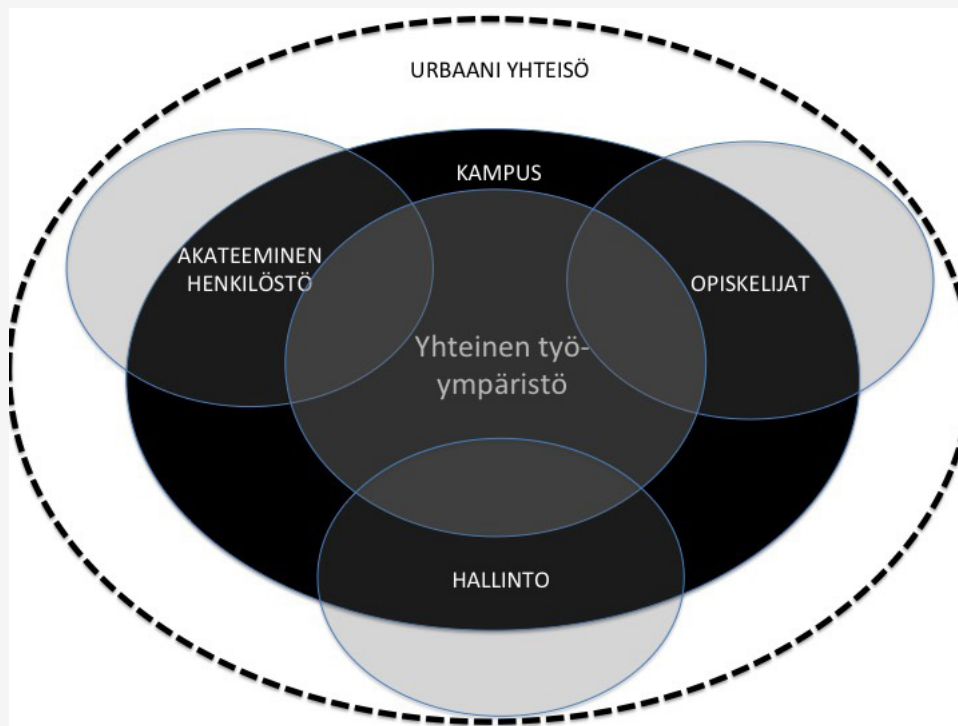 URBAANI YHTEISÖ
KAMPUS
AKATEEMINEN
HENKILÖSTÖ
OPISKELIJAT
Yhteinen työ-
ympäristö
HALLINTO